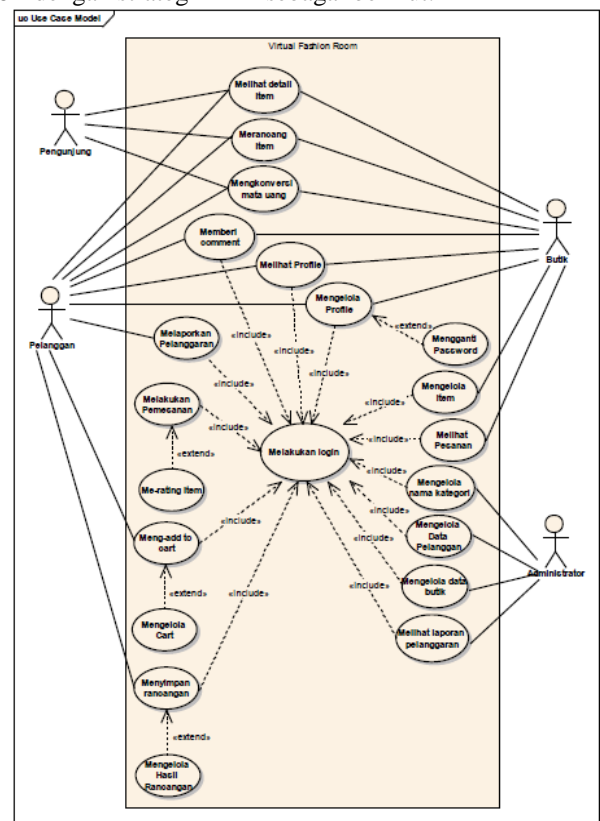 dengan strategi sebagai berikut.
uc Use Case Model
Virtual Fashion Room
Melihat detail
Item
Pengunjung
Merancang
Item
Mengkonversi
mata uang
Memberi
comment
Butik
Melihat Profile
Mengelola
Profile
Pelanggan
Melaporkan
Pelanggaran
«include»
«include»
«include»
«extend»
Mengganti
Password
«include»
Melakukan
Pemesanan
«include»
Mengelola
Item
«include»
Melihat
Pesanan
«include»
Melakukan login
«extend»
Me-rating Item
«include»
Mengelola
nama kategori
Meng-add to
cart
«include»
«include»
Mengelola
Data
Pelanggan
Administrator
«extend»
«include»
«include»
«include»
Mengelola data
butik
Mengelola
Cart
Melihat laporan
pelanggaran
Menyimpan
rancangan
«extend»
Mengelola
Hasil
Rancangan